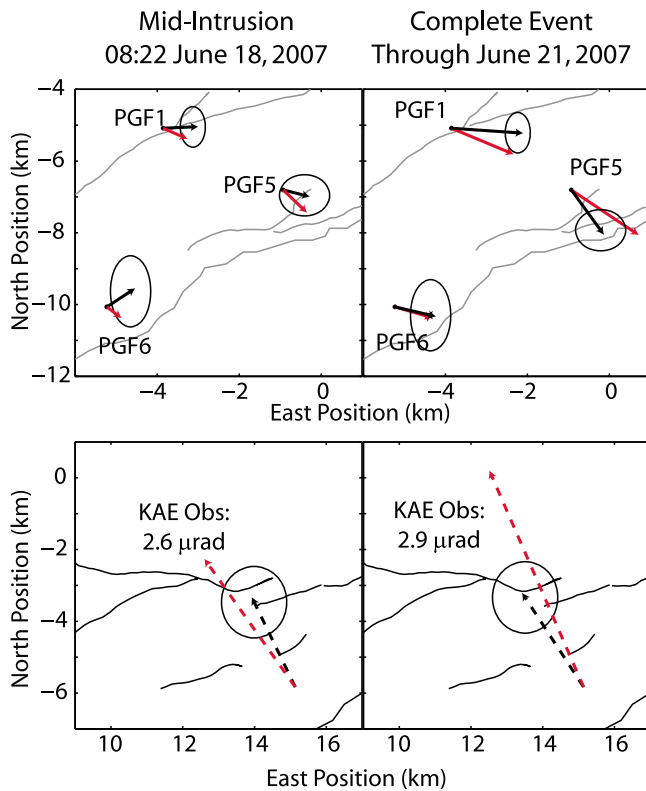 Mid-Intrusion
08:22 June 18, 2007
Complete Event
Through June 21, 2007
North Position (km)
−4
−6
−8
−10
−12
PGF1
PGF5
PGF6
PGF1
PGF5
PGF6
−4
−2
0
−4
−2
0
East Position (km)
North Position (km)
0
−2
−4
−6
KAE Obs:
2.6 μrad
KAE Obs:
2.9 μrad
10
12
14
16
10
12
14
16
East Position (km)